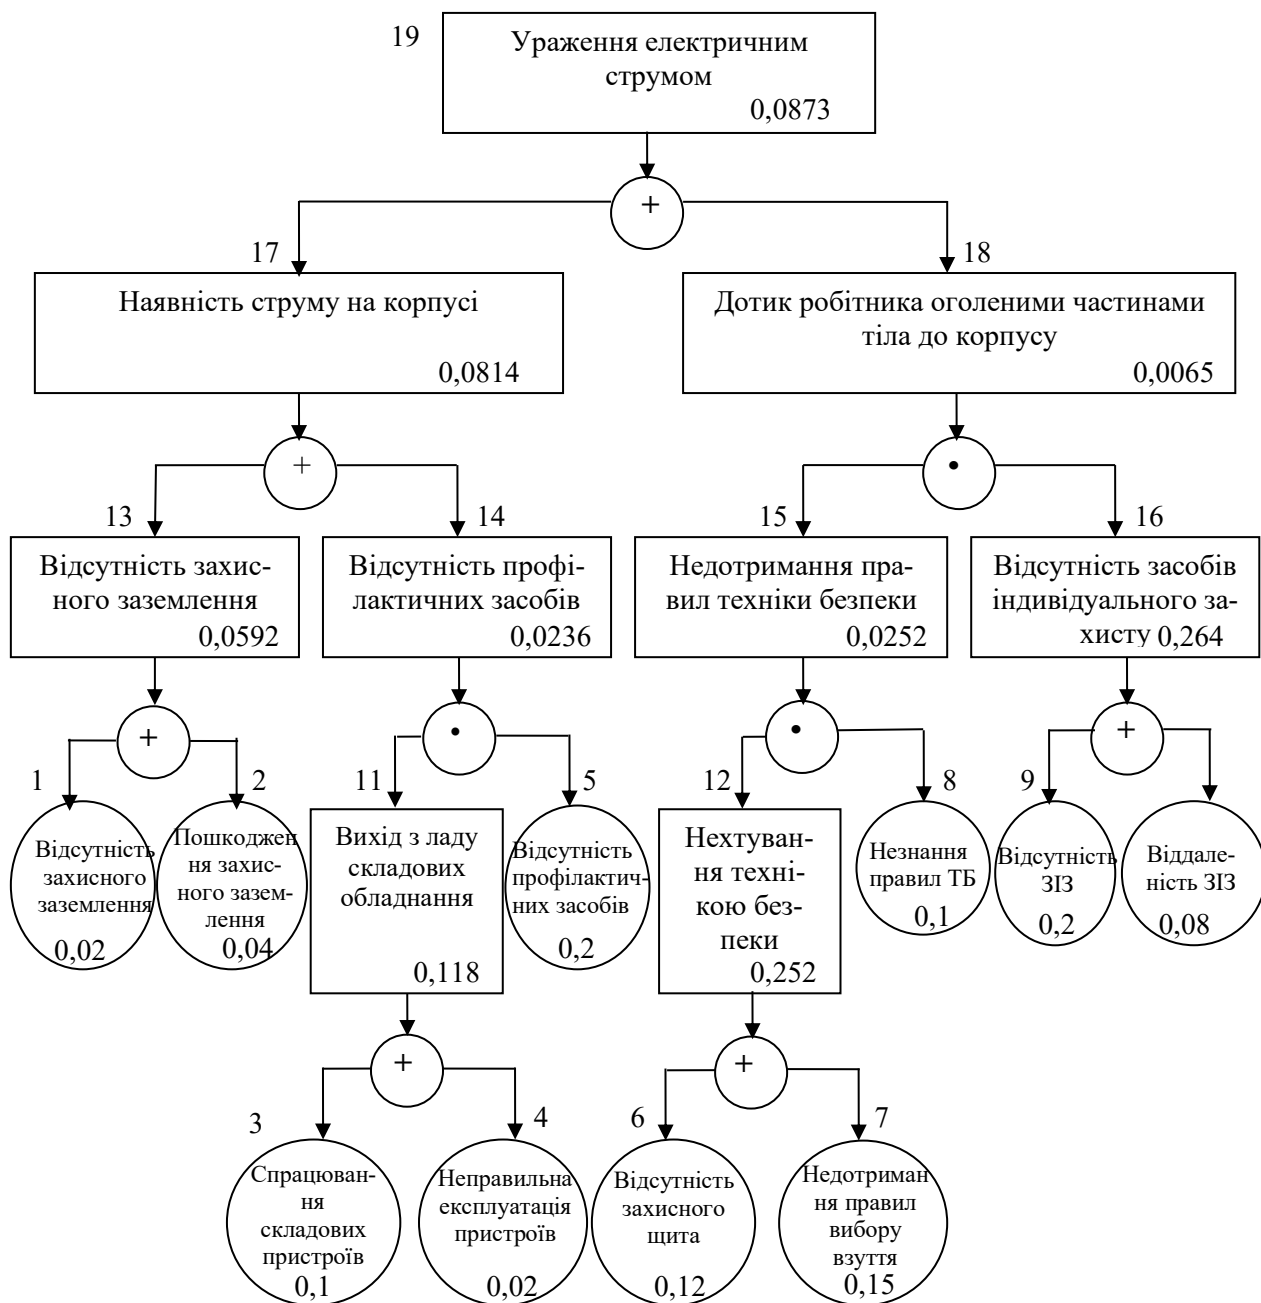 19
Ураження електричним
струмом
0,0873
+
17
Наявність струму на корпусі
0,0814
18
Дотик робітника оголеними частинами
тіла до корпусу
0,0065
+
•
13
Відсутність захис-
ного заземлення
0,0592
14
Відсутність профі-
лактичних засобів
0,0236
15
Недотримання пра-
вил техніки безпеки
0,0252
16
Відсутність засобів
індивідуального за-
хисту 0,264
+
•
•
+
1
Відсутність
захисного
заземлення
0,02
2
Пошкоджен
ня захис-
ного зазем-
лення
0,04
11
Вихід з ладу
складових
обладнання
0,118
5
Відсутність
профілактич-
них засобів
0,2
12
Нехтуван-
ня техні-
кою без-
пеки
0,252
8
Незнання
правил ТБ
0,1
9
Відсутність
ЗІЗ
0,2
Віддале-
ність ЗІЗ
0,08
+
+
3
Спрацюван-
ня
складових
пристроїв
0,1
4
Неправильна
експлуатація
пристроїв
0,02
6
Відсутність
захисного
щита
0,12
7
Недотриман
ня правил
вибору
взуття
0,15